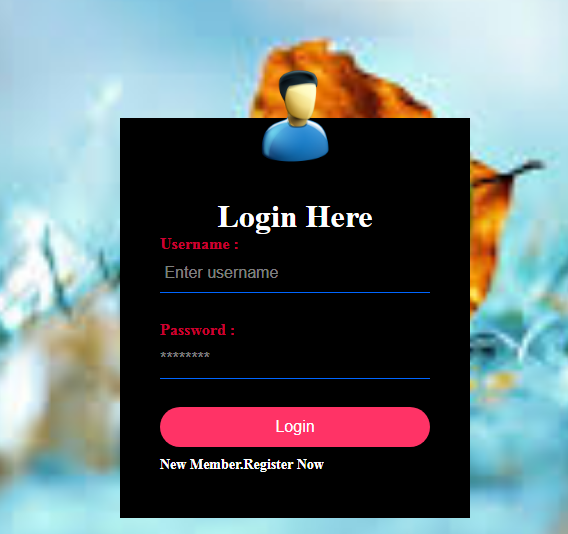 Login Here
Username :
Enter username
Password :
********
Login
New Member.Register Now